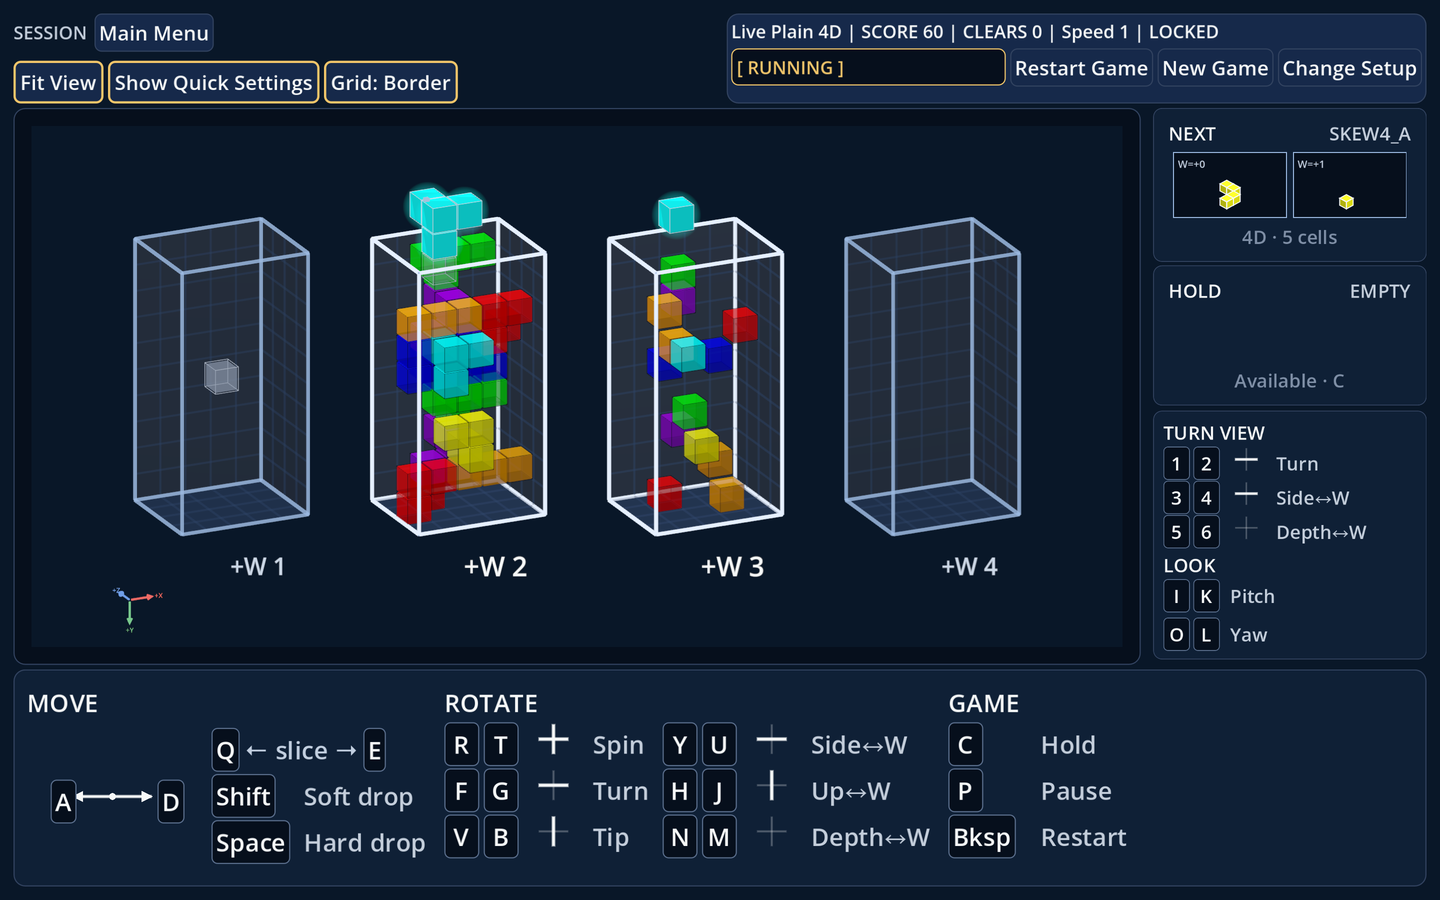 SESSION Main Menu
Live Plain 4D | SCORE 60 | CLEARS 0 | Speed 1 | LOCKED
[ RUNNING ] Restart Game New Game Change Setup
Fit View Show Quick Settings Grid: Border
NEXT SKEW4_A
W=+0 W=+1
4D · 5 cells
HOLD EMPTY
Available · C
TURN VIEW
1 2 Turn
3 4 Side↔W
5 6 Depth↔W
LOOK
I K Pitch
O L Yaw
+W 1 +W 2 +W 3 +W 4
+Z +X
+Y
MOVE
A D
Q ← slice → E
Shift Soft drop
Space Hard drop
ROTATE
R T Spin Y U Side↔W
F G Turn H J Up↔W
V B Tip N M Depth↔W
GAME
C Hold
P Pause
Bksp Restart